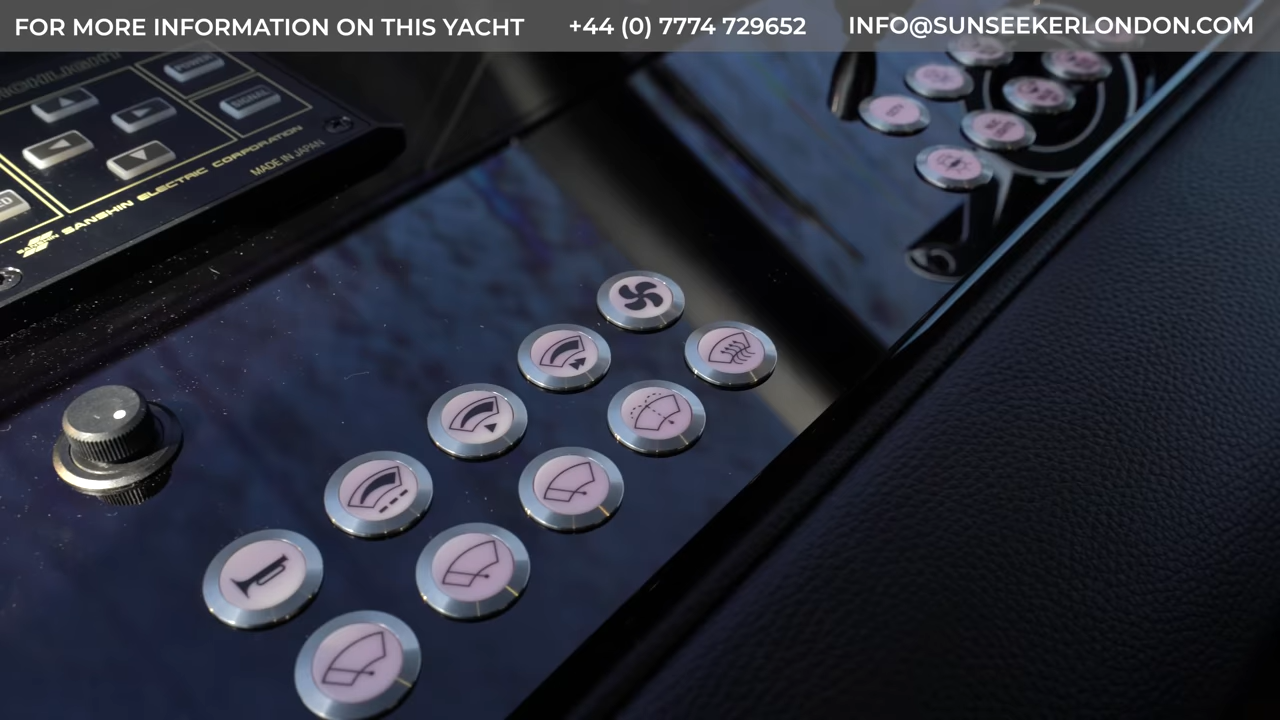 FOR MORE INFORMATION ON THIS YACHT +44 (0) 7774 729652 INFO@SUNSEEKERLONDON.COM
POWER
SIGNAL
SANSHIN ELECTRIC CORPORATION
MADE IN JAPAN